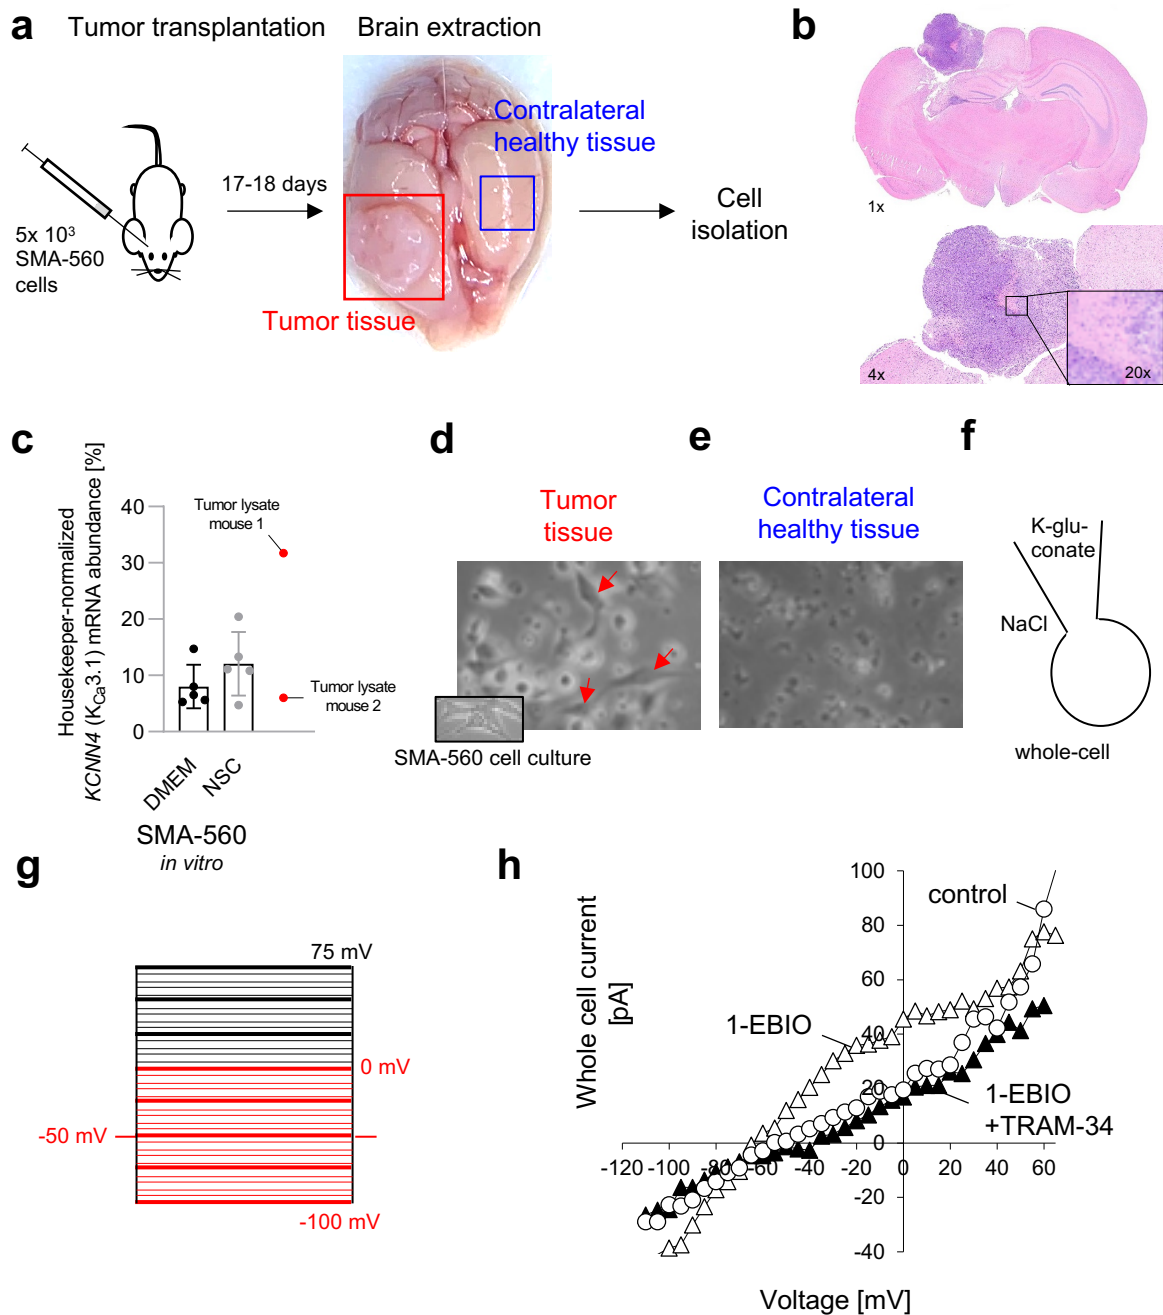 a
Tumor transplantation
Brain extraction
b
Contralateral
healthy tissue
17-18 days
5x 10³
SMA-560
cells
Cell
isolation
Tumor tissue
1x
4x
20x
c
d
e
f
Housekeeper-normalized
KCNN4 (KCa3.1) mRNA abundance [%]
40
30
20
10
0
Tumor lysate
mouse 1
Tumor lysate
mouse 2
DMEM
NSC
SMA-560
in vitro
Tumor
tissue
SMA-560 cell culture
Contralateral
healthy tissue
K-glu-
conate
NaCl
whole-cell
g
75 mV
0 mV
-50 mV
-100 mV
h
Whole cell current
[pA]
100
80
60
40
20
0
-20
-40
control
1-EBIO
1-EBIO
+TRAM-34
-120 -100 -80 -60 -40 -20 0 20 40 60
Voltage [mV]